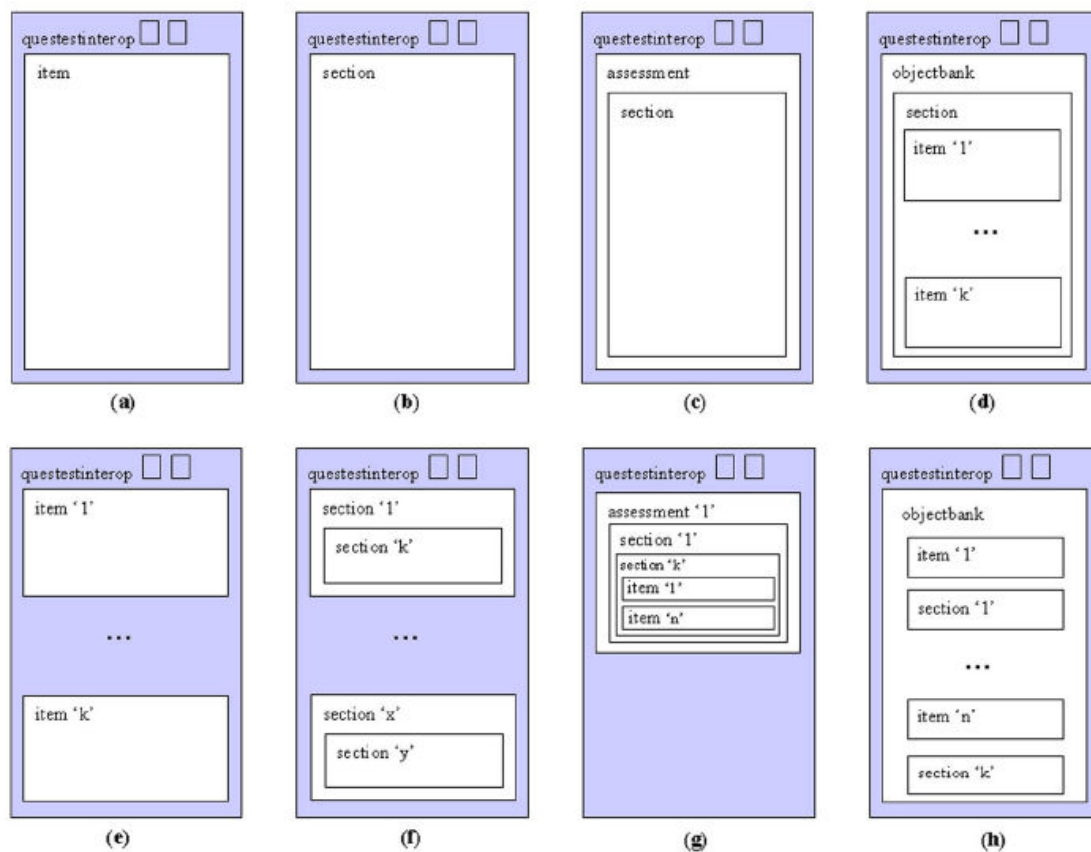 questestinterop
item
(a)
questestinterop
section
(b)
questestinterop
assessment
section
(c)
questestinterop
objectbank
section
item ‘1’
...
item ‘k’
(d)
questestinterop
item ‘1’
...
item ‘k’
(e)
questestinterop
section ‘1’
section ‘k’
...
section ‘x’
section ‘y’
(f)
questestinterop
assessment ‘1’
section ‘1’
section ‘k’
item ‘1’
item ‘n’
(g)
questestinterop
objectbank
item ‘1’
section ‘1’
...
item ‘n’
section ‘k’
(h)